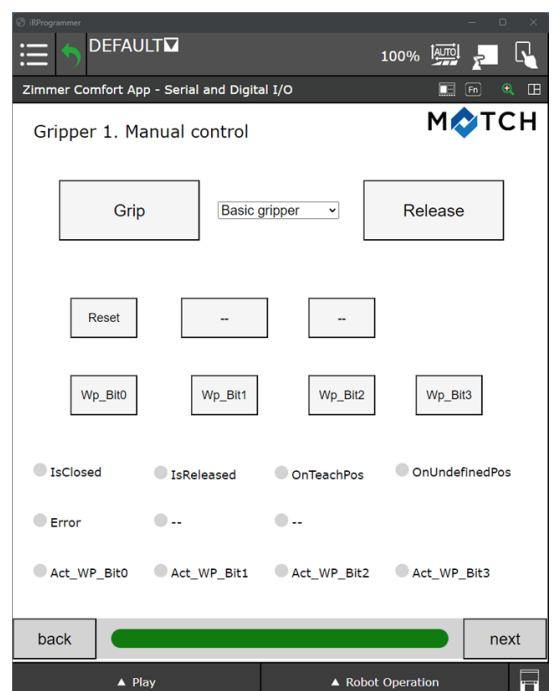 iRProgrammer
DEFAULT
100% AUTO
Zimmer Comfort App - Serial and Digital I/O
Fn
MATCH
Gripper 1. Manual control
Grip
Basic gripper
Release
Reset
--
--
Wp_Bit0
Wp_Bit1
Wp_Bit2
Wp_Bit3
IsClosed
IsReleased
OnTeachPos
OnUndefinedPos
Error
--
--
Act_WP_Bit0
Act_WP_Bit1
Act_WP_Bit2
Act_WP_Bit3
back
next
▲ Play
▲ Robot Operation